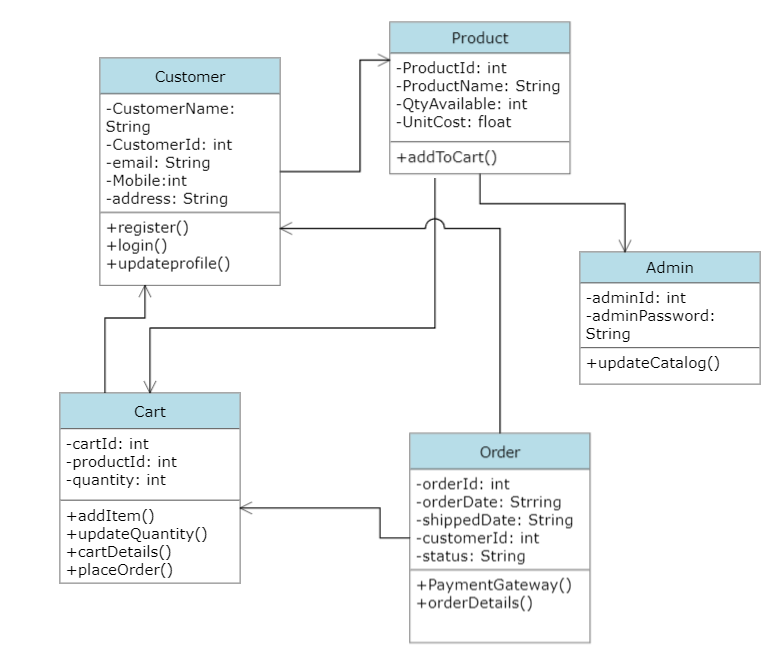 Customer
-CustomerName:
String
-CustomerId: int
-email: String
-Mobile:int
-address: String
+register()
+login()
+updateprofile()
Product
-ProductId: int
-ProductName: String
-QtyAvailable: int
-UnitCost: float
+addToCart()
Admin
-adminId: int
-adminPassword:
String
+updateCatalog()
Cart
-cartId: int
-productId: int
-quantity: int
+addItem()
+updateQuantity()
+cartDetails()
+placeOrder()
Order
-orderId: int
-orderDate: Strring
-shippedDate: String
-customerId: int
-status: String
+PaymentGateway()
+orderDetails()